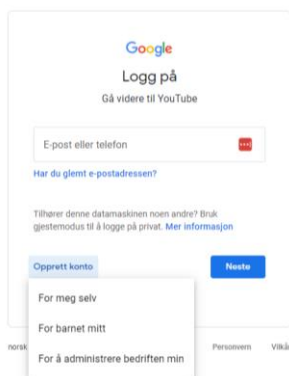 Google
Logg på
Gå videre til YouTube
E-post eller telefon
Har du glemt e-postadressen?
Tilhører denne datamaskinen noen andre? Bruk
gjestemodus til å logge på privat. Mer informasjon
Opprett konto
Neste
For meg selv
For barnet mitt
norsk
Personvern Vilkå
For å administrere bedriften min